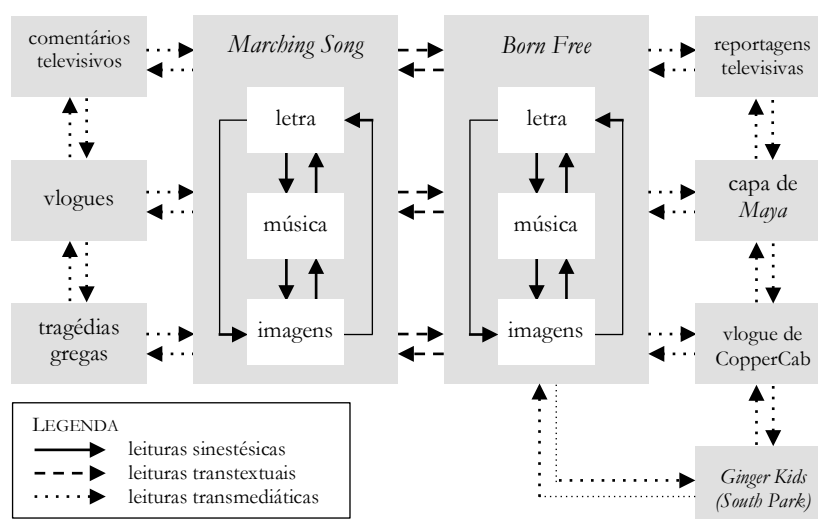 comentários
televisivos
Marching Song
Born Free
reportagens
televisivas
letra
letra
vlogues
capa de
Maya
música
música
tragédias
gregas
imagens
imagens
vlogue de
CopperCab
LEGENDA
leituras sinestésicas
leituras transtextuais
leituras transmediáticas
Ginger Kids
(South Park)